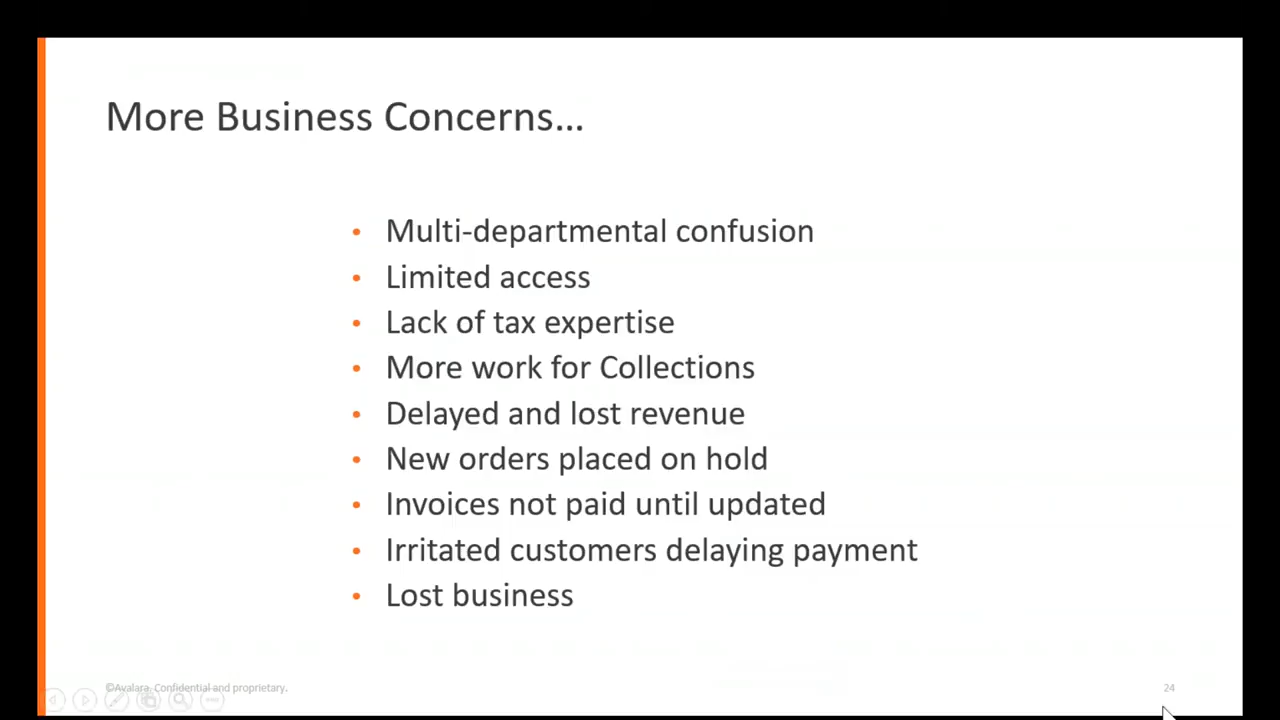 More Business Concerns...
• Multi-departmental confusion
• Limited access
• Lack of tax expertise
• More work for Collections
• Delayed and lost revenue
• New orders placed on hold
• Invoices not paid until updated
• Irritated customers delaying payment
• Lost business
©Avalara. Confidential and proprietary.
24